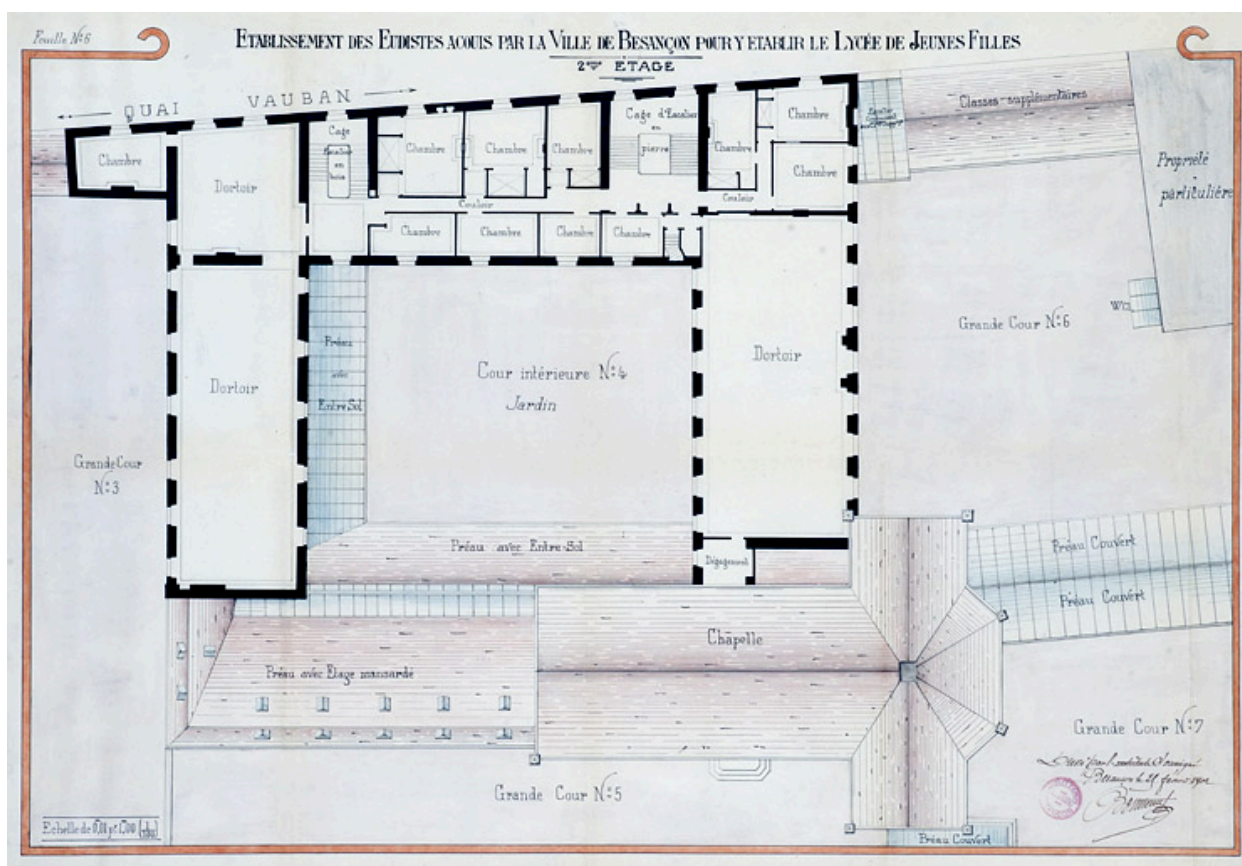 Feuille N°6
ETABLISSEMENT DES EUDISTES ACQUIS PAR LA VILLE DE BESANÇON POUR Y ETABLIR LE LYCÉE DE JEUNES FILLES
2me ETAGE
QUAI VAUBAN
Chambre
Dortoir
Cage
en
bois
Chambre
Chambre
Chambre
Cage d'Escalier
en
pierre
Chambre
Chambre
Chambre
Classes supplémentaires
Propriété
particulière
Couloir
Couloir
Chambre
Chambre
Chambre
Chambre
Dortoir
Préau
avec
Entre Sol
Cour intérieure N°4
Jardin
Dortoir
Grande Cour N°6
W.C.
Grande Cour
N°3
Préau avec Entre-Sol
Dégagement
Préau Couvert
Préau Couvert
Chapelle
Préau avec Etage mansardé
Grande Cour N°7
Grande Cour N°5
Préau Couvert
Echelle de 0,01 pr 1,00